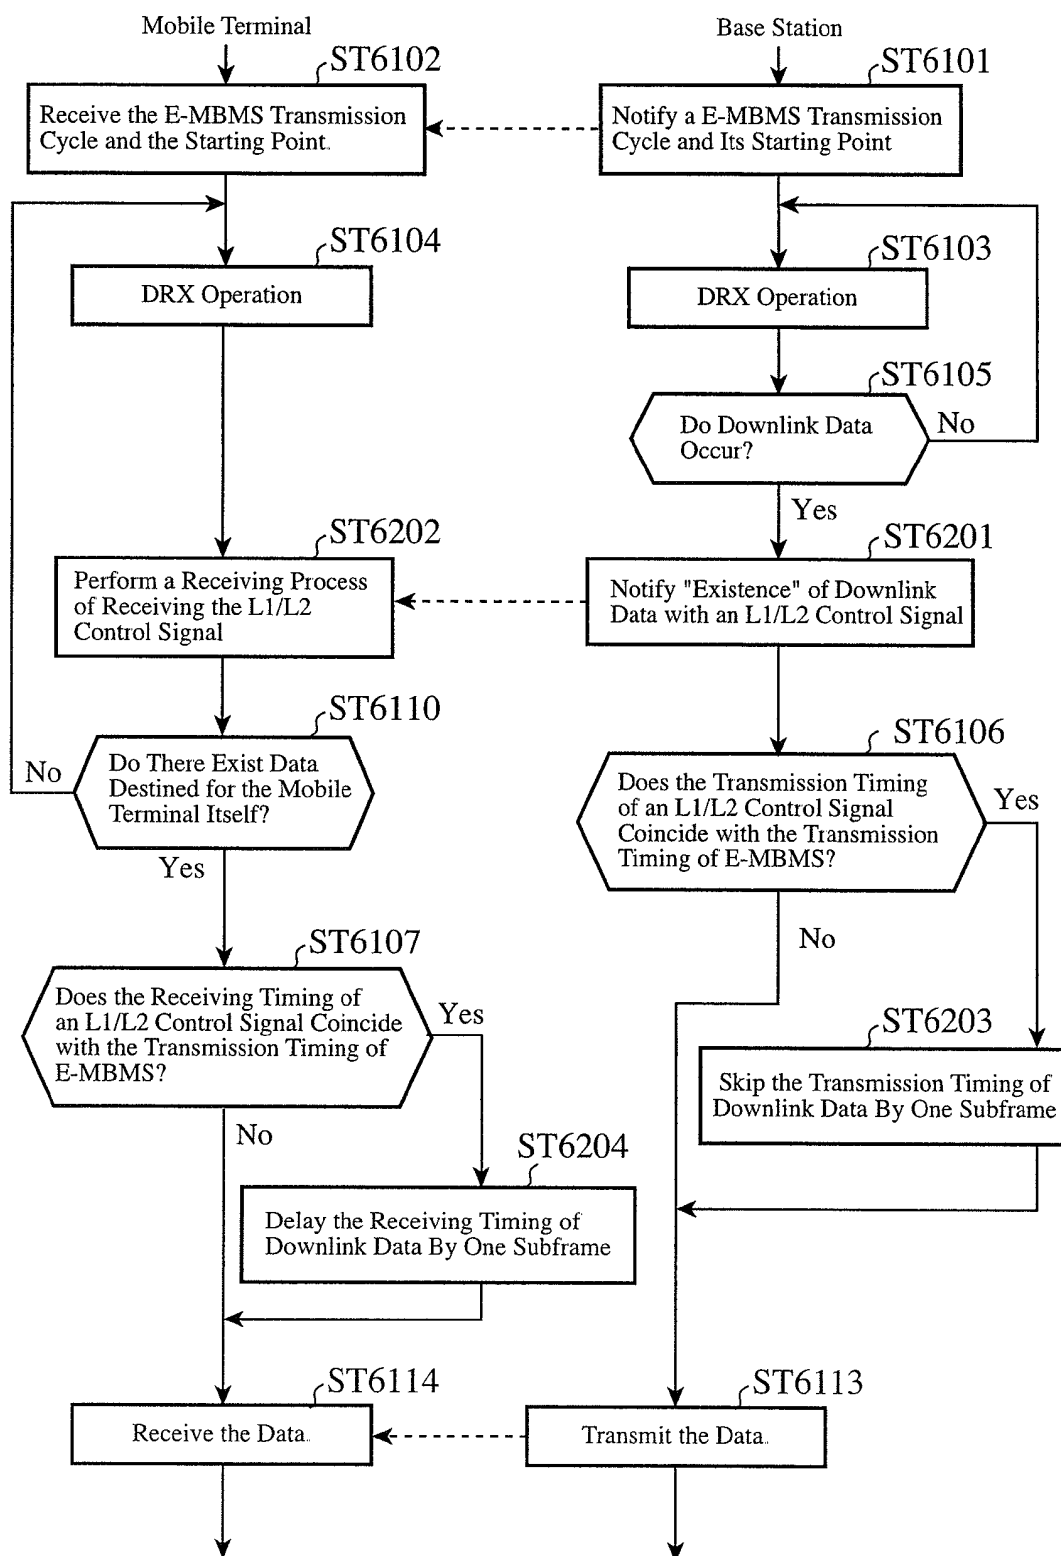 Mobile Terminal
Base Station
ST6102
ST6101
Receive the E-MBMS Transmission
Cycle and the Starting Point.
Notify a E-MBMS Transmission
Cycle and Its Starting Point
ST6104
ST6103
DRX Operation
DRX Operation
ST6105
Do Downlink Data
Occur?
No
Yes
ST6202
ST6201
Perform a Receiving Process
of Receiving the L1/L2
Control Signal
Notify "Existence" of Downlink
Data with an L1/L2 Control Signal
ST6110
ST6106
No
Do There Exist Data
Destined for the Mobile
Terminal Itself?
Does the Transmission Timing
of an L1/L2 Control Signal
Coincide with the Transmission
Timing of E-MBMS?
Yes
Yes
No
ST6107
Does the Receiving Timing of
an L1/L2 Control Signal Coincide
with the Transmission Timing of
E-MBMS?
Yes
ST6203
Skip the Transmission Timing of
Downlink Data By One Subframe
No
ST6204
Delay the Receiving Timing of
Downlink Data By One Subframe
ST6114
ST6113
Receive the Data.
Transmit the Data.